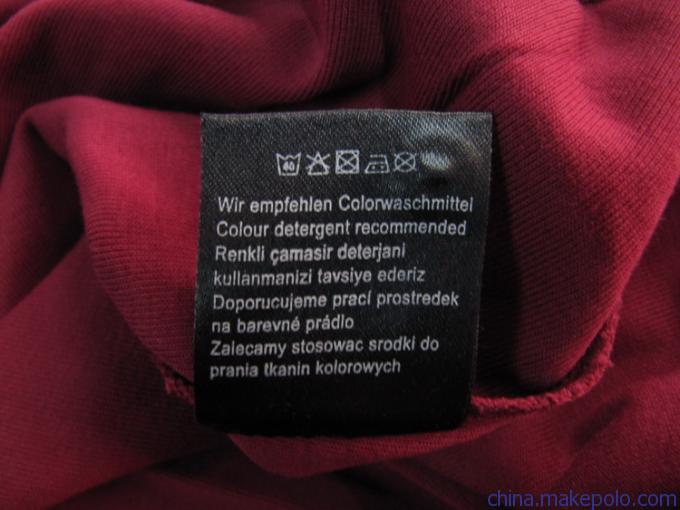 40
Wir empfehlen Colorwaschmittel
Colour detergent recommended
Renkli çamasir deterjani
kullanmanizi tavsiye ederiz
Doporucujeme prací prostredek
na barevné prádlo
Zalecamy stosowac srodki do
prania tkanin kolorowych
china.makepolo.com